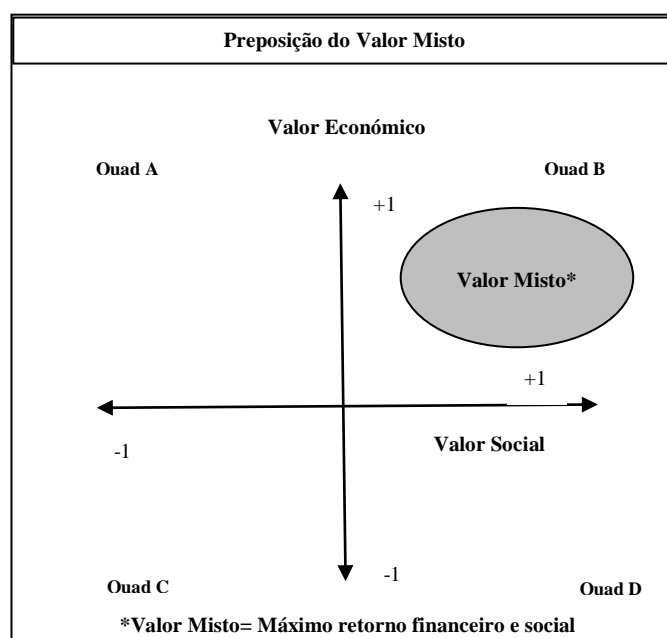 Preposição do Valor Misto
Valor Económico
Ouad A
Ouad B
+1
Valor Misto*
+1
-1
Valor Social
Ouad C
-1
Ouad D
*Valor Misto= Máximo retorno financeiro e social